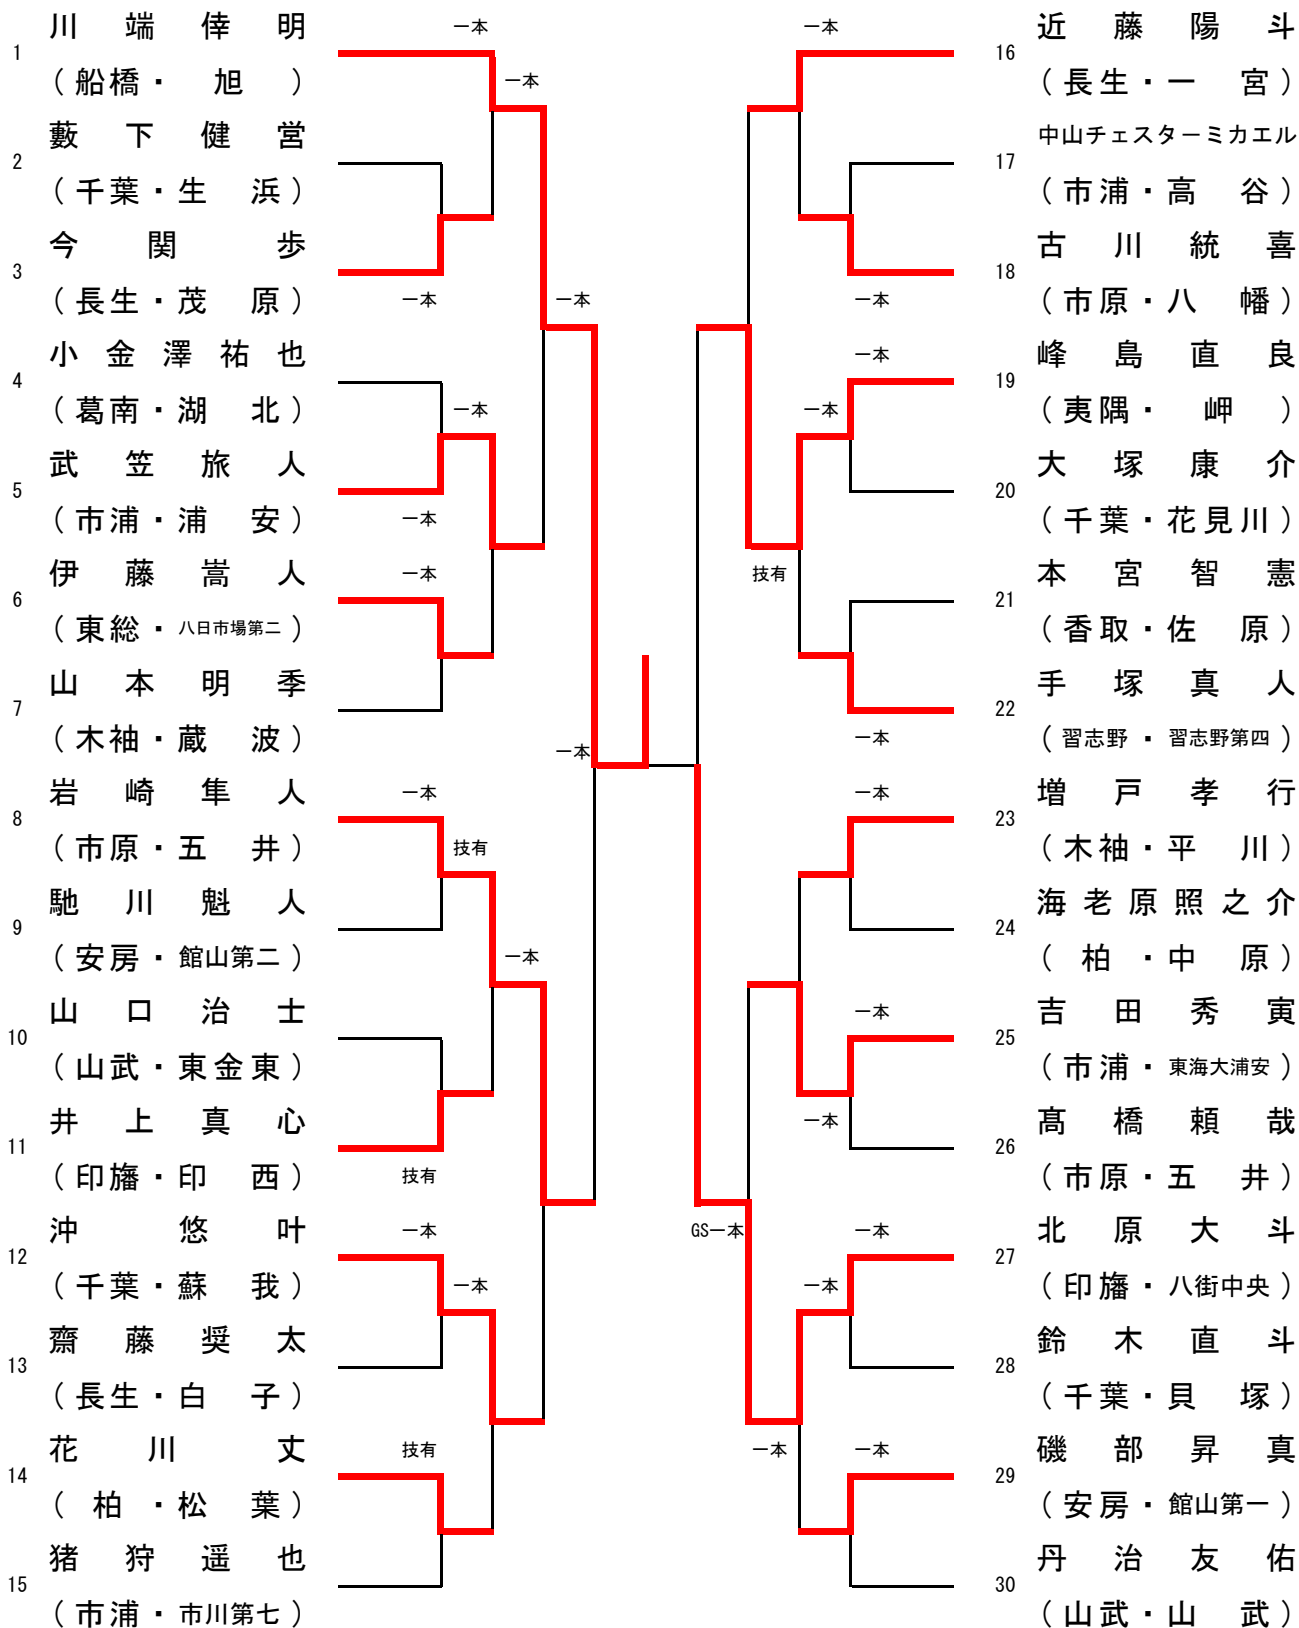 川端倖明
1
(船橋・旭)
藪下健営
2
(千葉・生浜)
今関歩
3
(長生・茂原)
小金澤祐也
4
(葛南・湖北)
武笠旅人
5
(市浦・浦安)
伊藤嵩人
6
(東総・八日市場第二)
山本明季
7
(木袖・蔵波)
岩崎隼人
8
(市原・五井)
馳川魁人
9
(安房・館山第二)
山口治士
10
(山武・東金東)
井上真心
11
(印旛・印西)
沖悠叶
12
(千葉・蘇我)
齋藤奨太
13
(長生・白子)
花川丈
14
(柏・松葉)
猪狩遥也
15
(市浦・市川第七)
一本
一本
一本
一本
一本
一本
一本
一本
一本
技有
一本
技有
一本
一本
技有
一本
一本
一本
一本
技有
一本
一本
一本
一本
GS一本
一本
一本
一本
一本
近藤陽斗
16
(長生・一宮)
中山チェスターミカエル
17
(市浦・高谷)
古川統喜
18
(市原・八幡)
峰島直良
19
(夷隅・岬)
大塚康介
20
(千葉・花見川)
本宮智憲
21
(香取・佐原)
手塚真人
22
(習志野・習志野第四)
増戸孝行
23
(木袖・平川)
海老原照之介
24
(柏・中原)
吉田秀寅
25
(市浦・東海大浦安)
髙橋頼哉
26
(市原・五井)
北原大斗
27
(印旛・八街中央)
鈴木直斗
28
(千葉・貝塚)
磯部昇真
29
(安房・館山第一)
丹治友佑
30
(山武・山武)